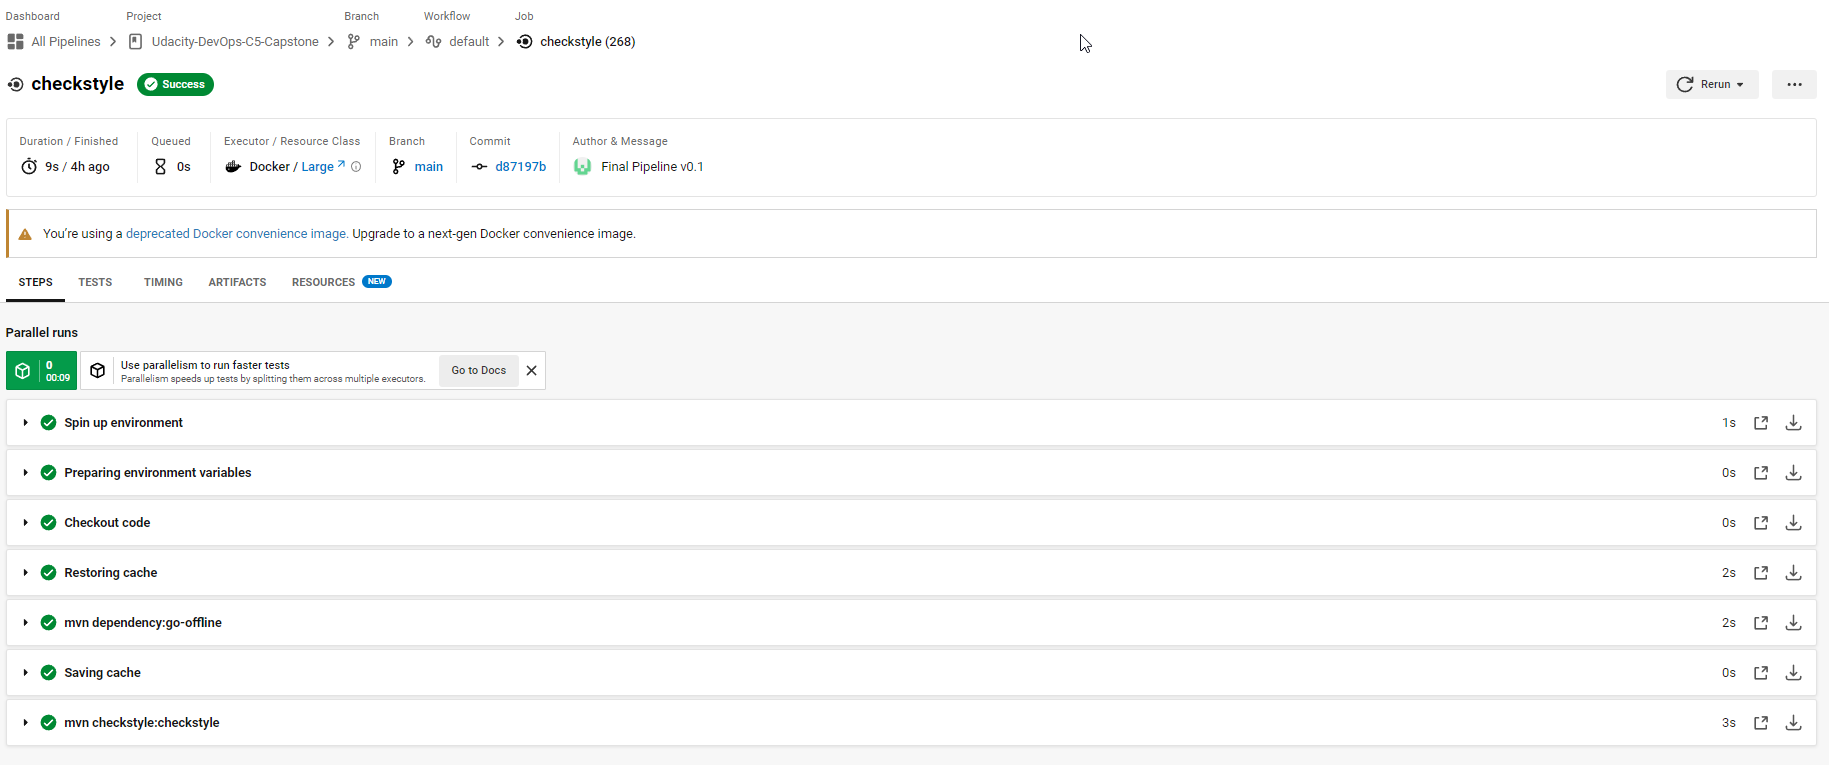 Dashboard Project Branch Workflow Job
All Pipelines Udacity-DevOps-C5-Capstone main default checkstyle (268)
checkstyle Success Rerun
Duration / Finished Queued Executor / Resource Class Branch Commit Author & Message
9s / 4h ago 0s Docker / Large main d87197b Final Pipeline v0.1
You're using a deprecated Docker convenience image. Upgrade to a next-gen Docker convenience image.
STEPS TESTS TIMING ARTIFACTS RESOURCES NEW
Parallel runs
0
00:09
Use parallelism to run faster tests
Parallelism speeds up tests by splitting them across multiple executors.
Go to Docs
Spin up environment 1s
Preparing environment variables 0s
Checkout code 0s
Restoring cache 2s
mvn dependency:go-offline 2s
Saving cache 0s
mvn checkstyle:checkstyle 3s